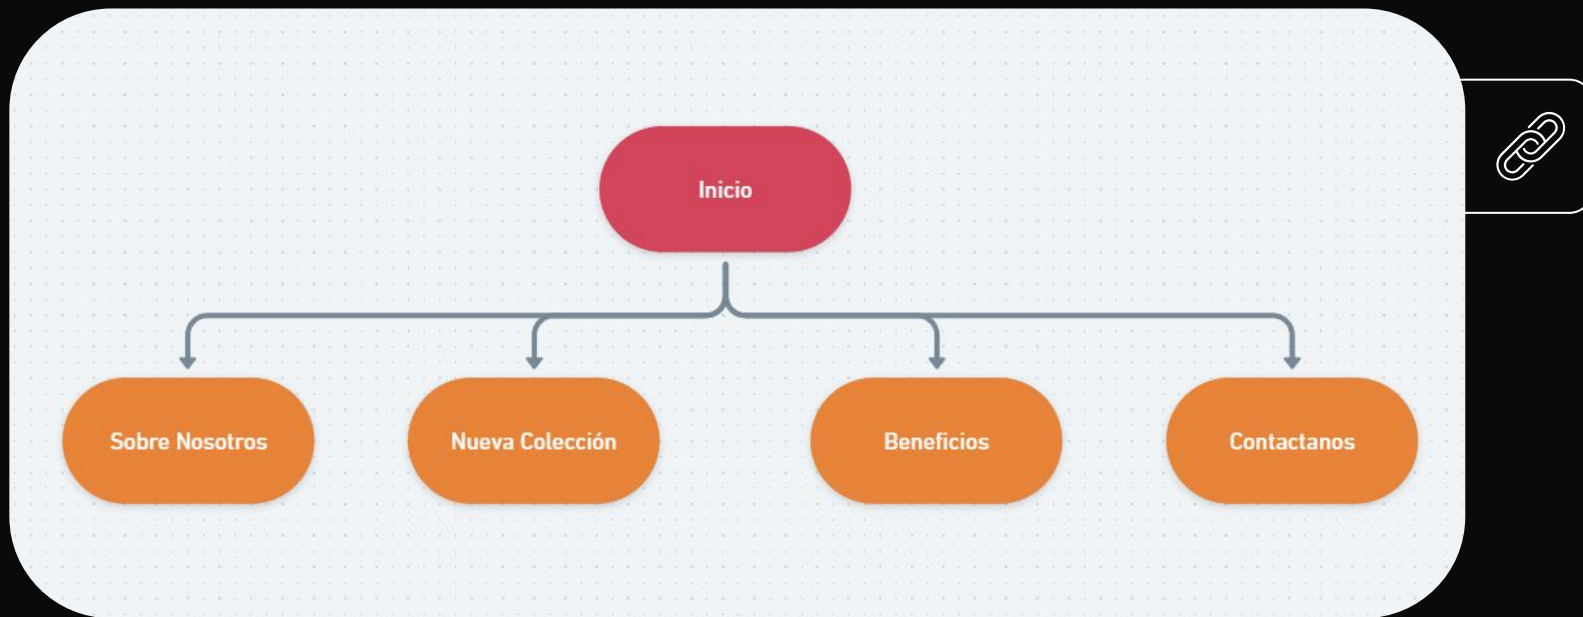 Inicio
Sobre Nosotros
Nueva Colección
Beneficios
Contactanos